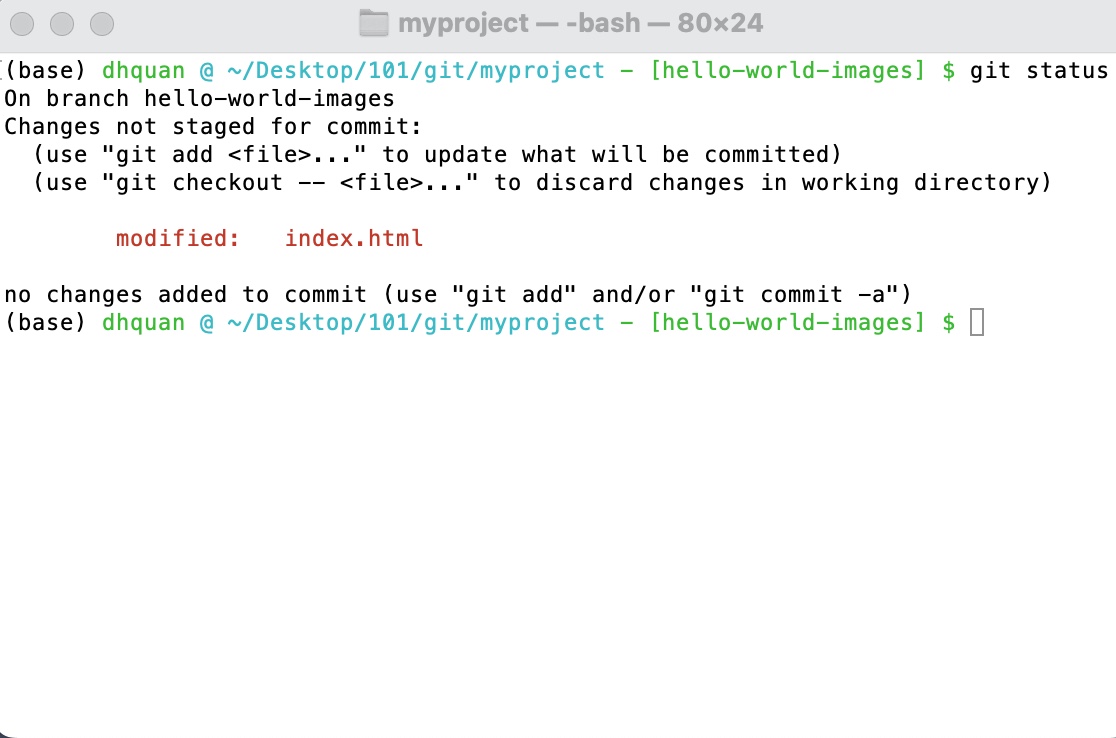 myproject — -bash — 80×24
(base) dhquan @ ~/Desktop/101/git/myproject - [hello-world-images] $ git status
On branch hello-world-images
Changes not staged for commit:
  (use "git add <file>..." to update what will be committed)
  (use "git checkout -- <file>..." to discard changes in working directory)
        modified:   index.html
no changes added to commit (use "git add" and/or "git commit -a")
(base) dhquan @ ~/Desktop/101/git/myproject - [hello-world-images] $